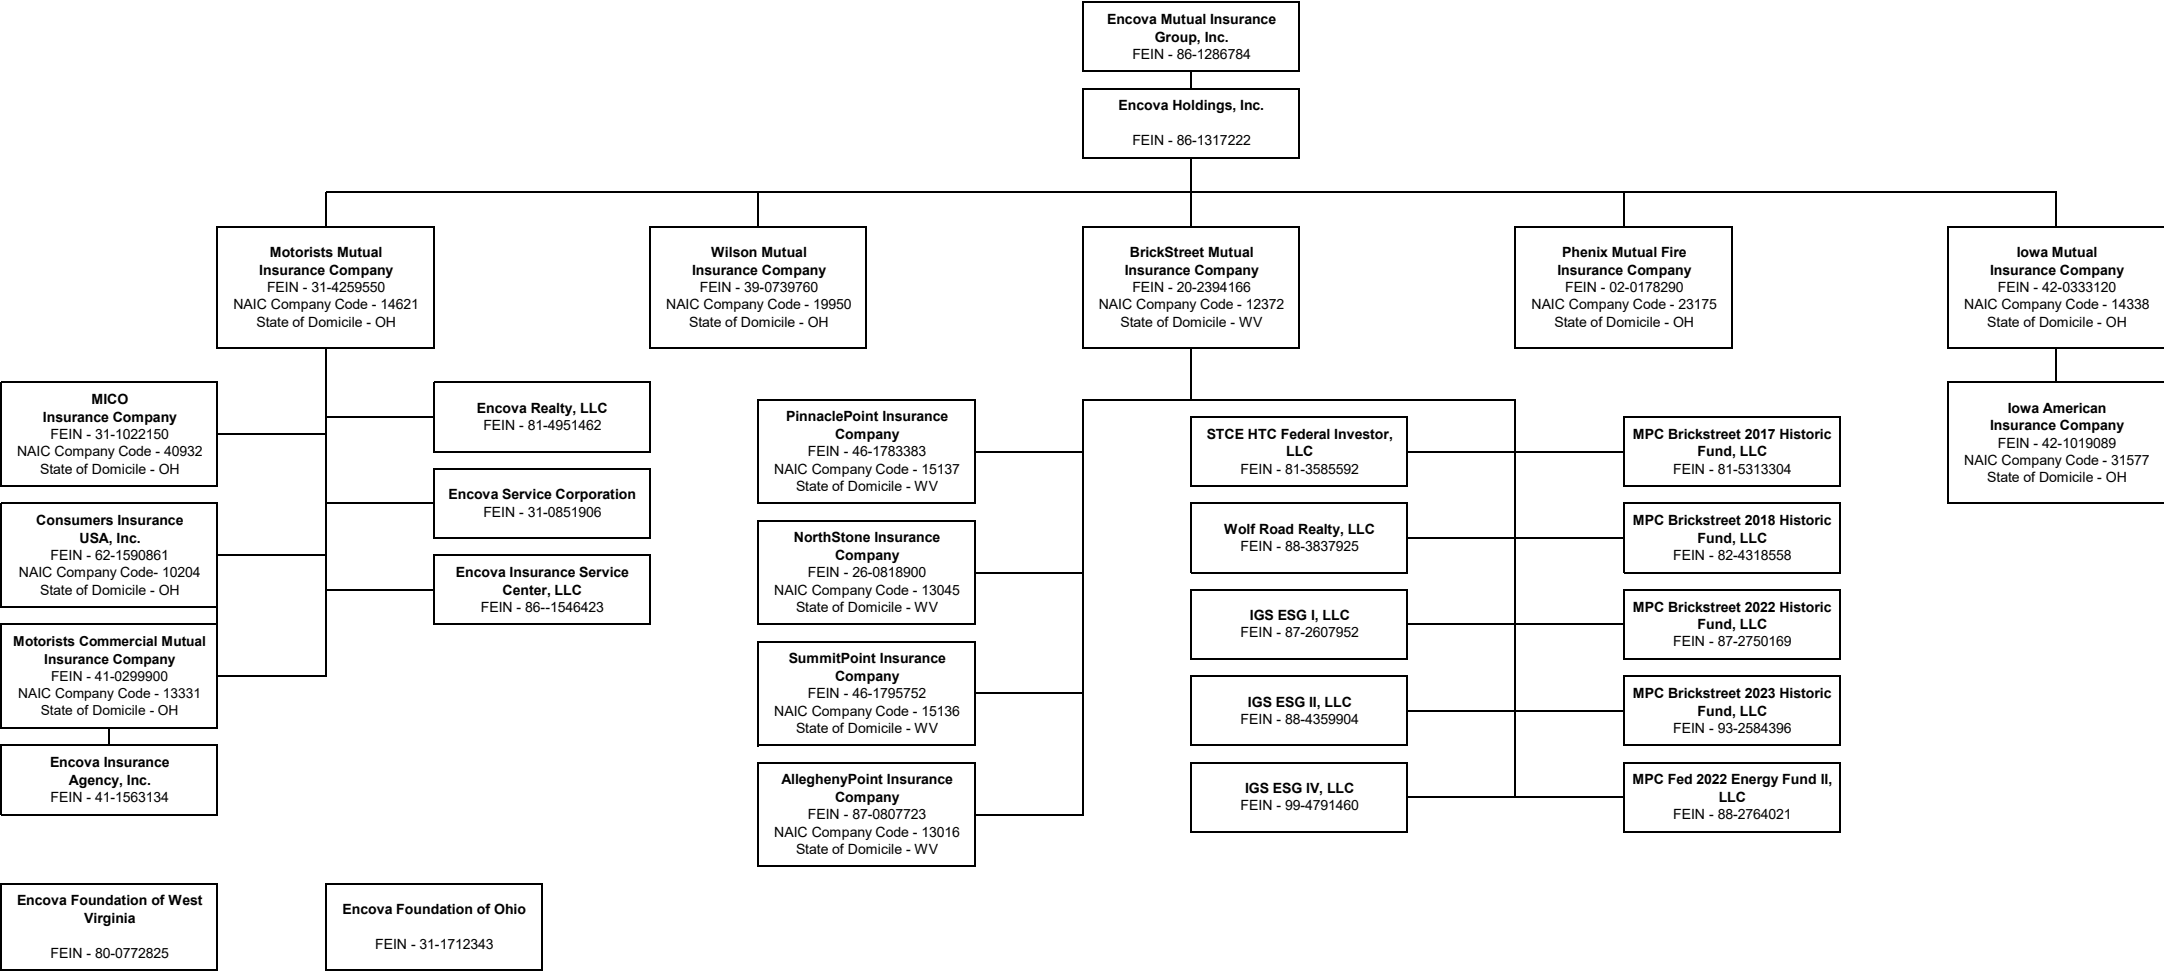 Encova Mutual Insurance
Group, Inc.
FEIN - 86-1286784
Encova Holdings, Inc.
FEIN - 86-1317222
Motorists Mutual
Insurance Company
FEIN - 31-4259550
NAIC Company Code - 14621
State of Domicile - OH
Wilson Mutual
Insurance Company
FEIN - 39-0739760
NAIC Company Code - 19950
State of Domicile - OH
BrickStreet Mutual
Insurance Company
FEIN - 20-2394166
NAIC Company Code - 12372
State of Domicile - WV
Phenix Mutual Fire
Insurance Company
FEIN - 02-0178290
NAIC Company Code - 23175
State of Domicile - OH
Iowa Mutual
Insurance Company
FEIN - 42-0333120
NAIC Company Code - 14338
State of Domicile - OH
MICO
Insurance Company
FEIN - 31-1022150
NAIC Company Code - 40932
State of Domicile - OH
Consumers Insurance
USA, Inc.
FEIN - 62-1590861
NAIC Company Code- 10204
State of Domicile - OH
Motorists Commercial Mutual
Insurance Company
FEIN - 41-0299900
NAIC Company Code - 13331
State of Domicile - OH
Encova Insurance
Agency, Inc.
FEIN - 41-1563134
Encova Realty, LLC
FEIN - 81-4951462
Encova Service Corporation
FEIN - 31-0851906
Encova Insurance Service
Center, LLC
FEIN - 86--1546423
PinnaclePoint Insurance
Company
FEIN - 46-1783383
NAIC Company Code - 15137
State of Domicile - WV
NorthStone Insurance
Company
FEIN - 26-0818900
NAIC Company Code - 13045
State of Domicile - WV
SummitPoint Insurance
Company
FEIN - 46-1795752
NAIC Company Code - 15136
State of Domicile - WV
AlleghenyPoint Insurance
Company
FEIN - 87-0807723
NAIC Company Code - 13016
State of Domicile - WV
STCE HTC Federal Investor,
LLC
FEIN - 81-3585592
Wolf Road Realty, LLC
FEIN - 88-3837925
IGS ESG I, LLC
FEIN - 87-2607952
IGS ESG II, LLC
FEIN - 88-4359904
IGS ESG IV, LLC
FEIN - 99-4791460
MPC Brickstreet 2017 Historic
Fund, LLC
FEIN - 81-5313304
MPC Brickstreet 2018 Historic
Fund, LLC
FEIN - 82-4318558
MPC Brickstreet 2022 Historic
Fund, LLC
FEIN - 87-2750169
MPC Brickstreet 2023 Historic
Fund, LLC
FEIN - 93-2584396
MPC Fed 2022 Energy Fund II,
LLC
FEIN - 88-2764021
Iowa American
Insurance Company
FEIN - 42-1019089
NAIC Company Code - 31577
State of Domicile - OH
Encova Foundation of West
Virginia
FEIN - 80-0772825
Encova Foundation of Ohio
FEIN - 31-1712343